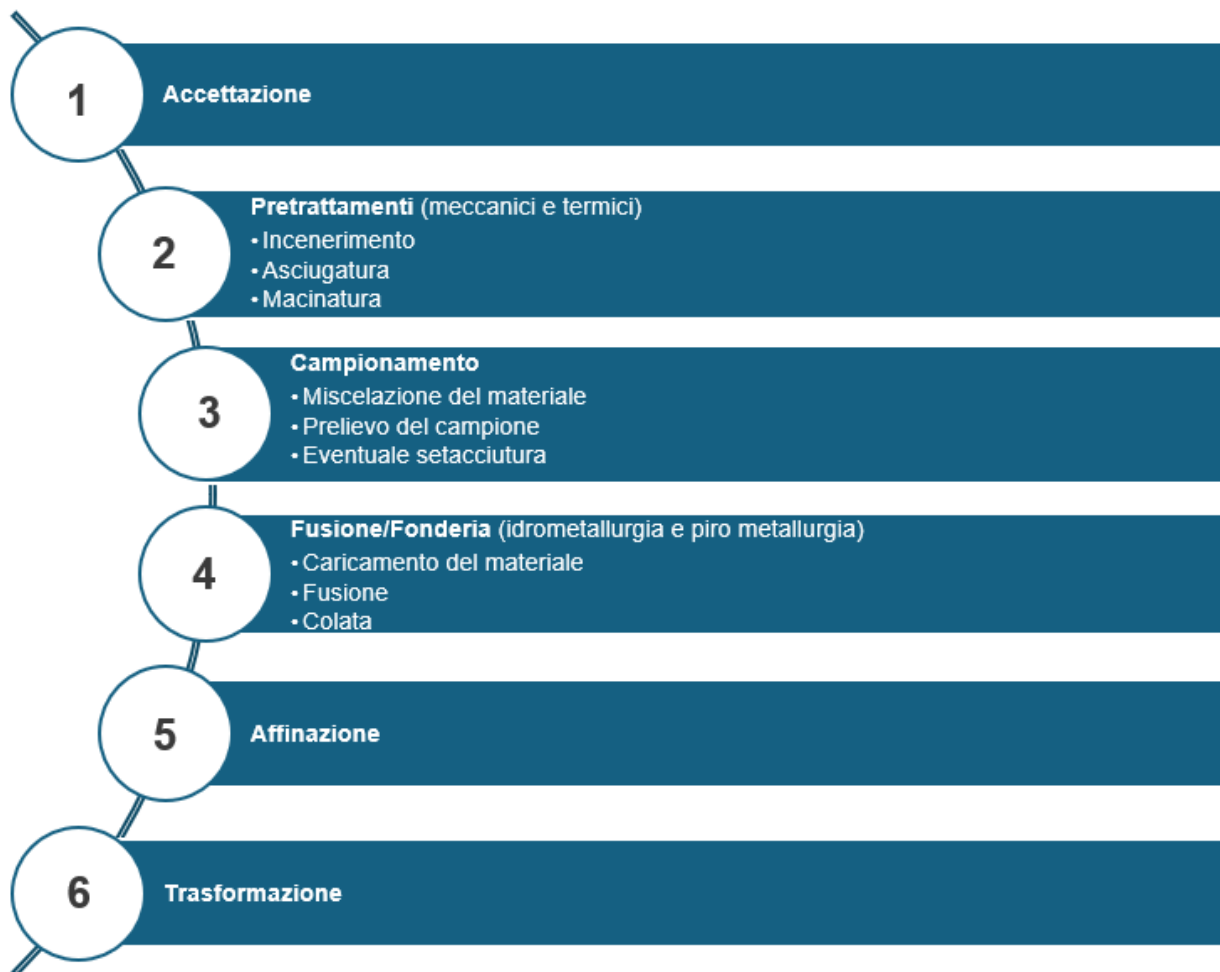 1
Accettazione
2
Pretrattamenti (meccanici e termici)
• Incenerimento
• Asciugatura
• Macinatura
3
Campionamento
• Miscelazione del materiale
• Prelievo del campione
• Eventuale setacciutura
4
Fusione/Fonderia (idrometallurgia e piro metallurgia)
• Caricamento del materiale
• Fusione
• Colata
5
Affinazione
6
Trasformazione